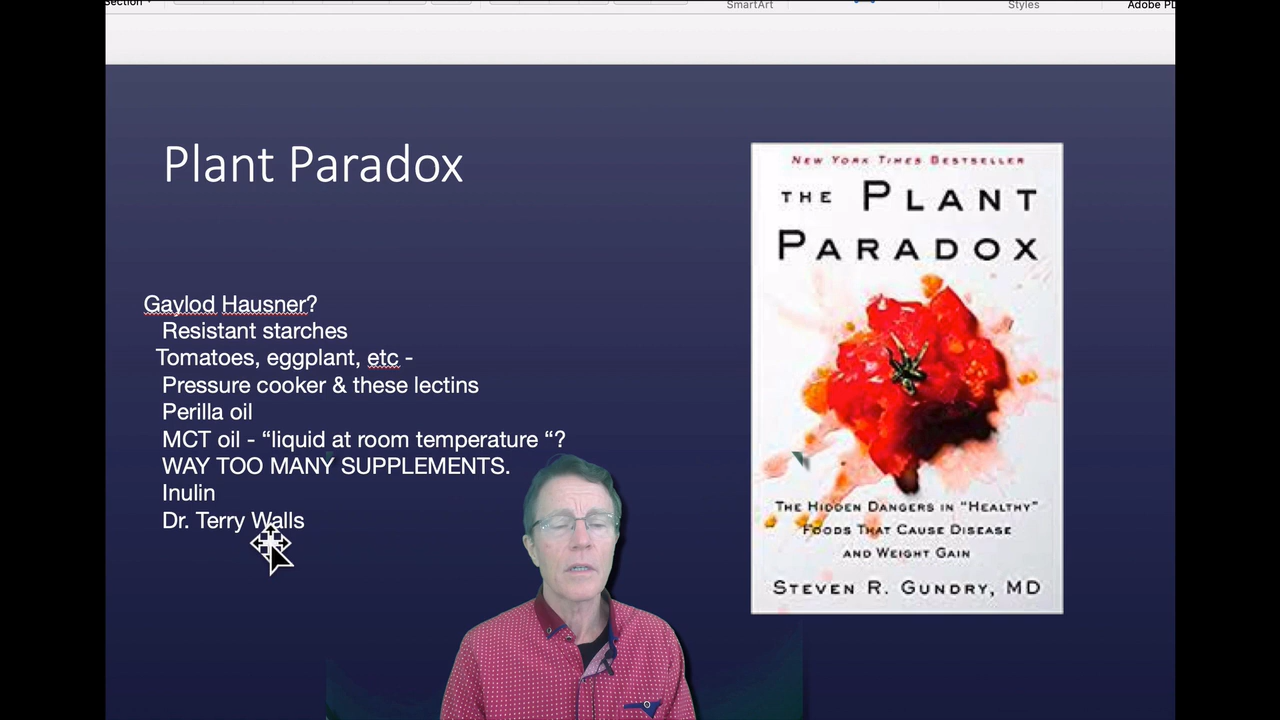 Section
SmartArt
Styles
Plant Paradox
Gaylod Hausner?
Resistant starches
Tomatoes, eggplant, etc -
Pressure cooker & these lectins
Perilla oil
MCT oil - “liquid at room temperature “?
WAY TOO MANY SUPPLEMENTS.
Inulin
Dr. Terry Walls
NEW YORK TIMES BESTSELLER
THE PLANT
PARADOX
THE HIDDEN DANGERS IN “HEALTHY”
FOODS THAT CAUSE DISEASE
AND WEIGHT GAIN
STEVEN R. GUNDRY, MD